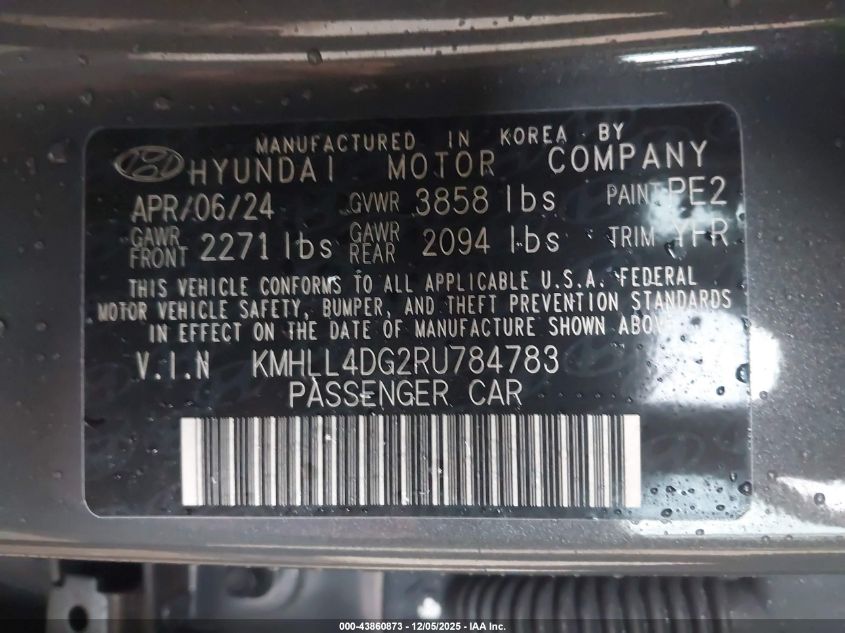 MANUFACTURED IN KOREA BY
HYUNDAI MOTOR COMPANY
APR/06/24 GVWR 3858 lbs PAINT PE2
GAWR FRONT 2271 lbs GAWR REAR 2094 lbs TRIM YFR
THIS VEHICLE CONFORMS TO ALL APPLICABLE U.S.A. FEDERAL
MOTOR VEHICLE SAFETY, BUMPER, AND THEFT PREVENTION STANDARDS
IN EFFECT ON THE DATE OF MANUFACTURE SHOWN ABOVE
V.I.N KMHLL4DG2RU784783
PASSENGER CAR
000-43860873 - 12/05/2025 - IAA Inc.